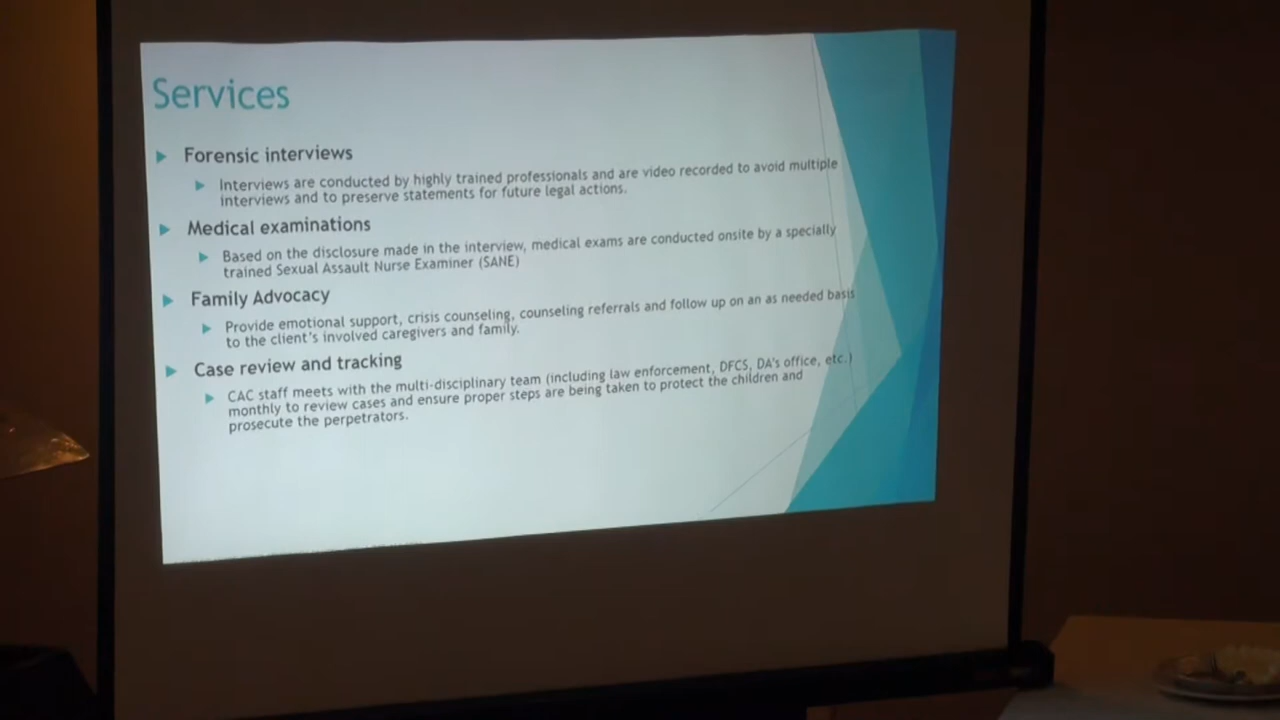 Services
Forensic interviews
Interviews are conducted by highly trained professionals and are video recorded to avoid multiple
interviews and to preserve statements for future legal actions.
Medical examinations
Based on the disclosure made in the interview, medical exams are conducted onsite by a specially
trained Sexual Assault Nurse Examiner (SANE)
Family Advocacy
Provide emotional support, crisis counseling, counseling referrals and follow up on an as needed basis
to the client's involved caregivers and family.
Case review and tracking
CAC staff meets with the multi-disciplinary team (including law enforcement, DFCS, DA's office, etc.)
monthly to review cases and ensure proper steps are being taken to protect the children and
prosecute the perpetrators.